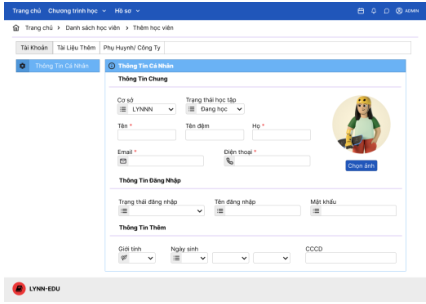 Trang chủ Chương trình học Hồ sơ ADMIN
Trang chủ Danh sách học viên Thêm học viên
Tài Khoản Tài Liệu Thêm Phụ Huynh/ Công Ty
Thông Tin Cá Nhân
Thông Tin Cá Nhân
Thông Tin Chung
Cơ sở Trạng thái học tập
LYNNN Đang học
Tên * Tên đệm Họ *
Email * Điện thoại *
Chọn ảnh
Thông Tin Đăng Nhập
Trạng thái đăng nhập Tên đăng nhập Mật khẩu
Thông Tin Thêm
Giới tính Ngày sinh CCCD
LYNN-EDU